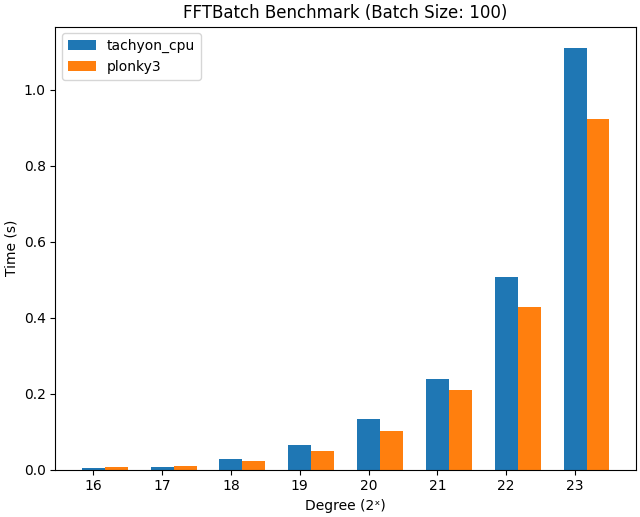 FFTBatch Benchmark (Batch Size: 100)
tachyon_cpu
plonky3
Time (s)
1.0
0.8
0.6
0.4
0.2
0.0
16 17 18 19 20 21 22 23
Degree (2ˣ)